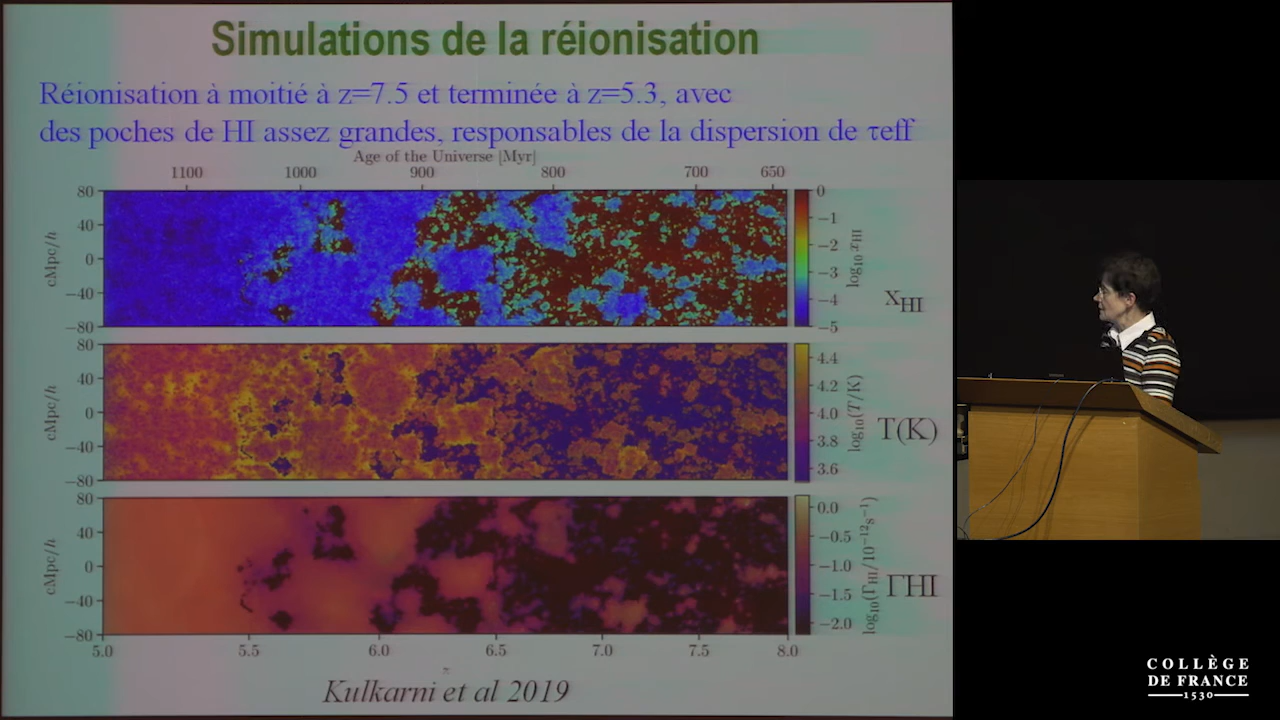 Simulations de la réionisation
Réionisation à moitié à z=7.5 et terminée à z=5.3, avec
des poches de HI assez grandes, responsables de la dispersion de τeff
Age of the Universe [Myr]
1100 1000 900 800 700 650
80
40
0
−40
−80
cMpc/h
0
−1
−2
−3
−4
−5
log₁₀ xHI
xHI
80
40
0
−40
−80
cMpc/h
4.4
4.2
4.0
3.8
3.6
log₁₀(T/K)
T(K)
80
40
0
−40
−80
cMpc/h
0.0
−0.5
−1.0
−1.5
−2.0
log₁₀(ΓHI/10⁻¹²s⁻¹)
ΓHI
5.0 5.5 6.0 6.5 7.0 7.5 8.0
z
Kulkarni et al 2019
COLLÈGE
DE FRANCE
1530